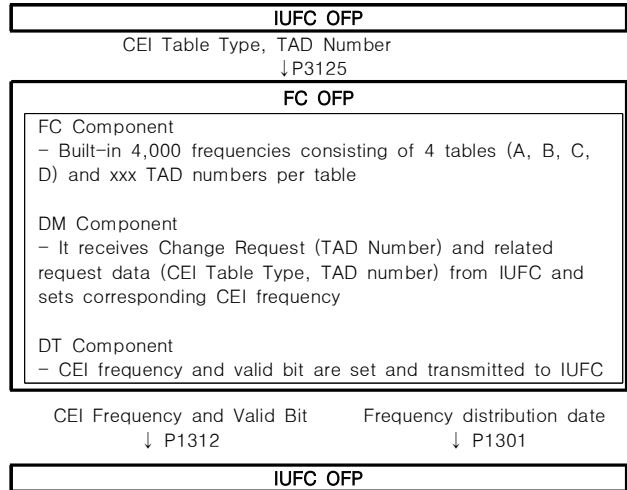 IUFC OFP
CEI Table Type, TAD Number
↓P3125
FC OFP
FC Component
- Built-in 4,000 frequencies consisting of 4 tables (A, B, C,
D) and xxx TAD numbers per table
DM Component
- It receives Change Request (TAD Number) and related
request data (CEI Table Type, TAD number) from IUFC and
sets corresponding CEI frequency
DT Component
- CEI frequency and valid bit are set and transmitted to IUFC
CEI Frequency and Valid Bit Frequency distribution date
↓ P1312 ↓ P1301
IUFC OFP